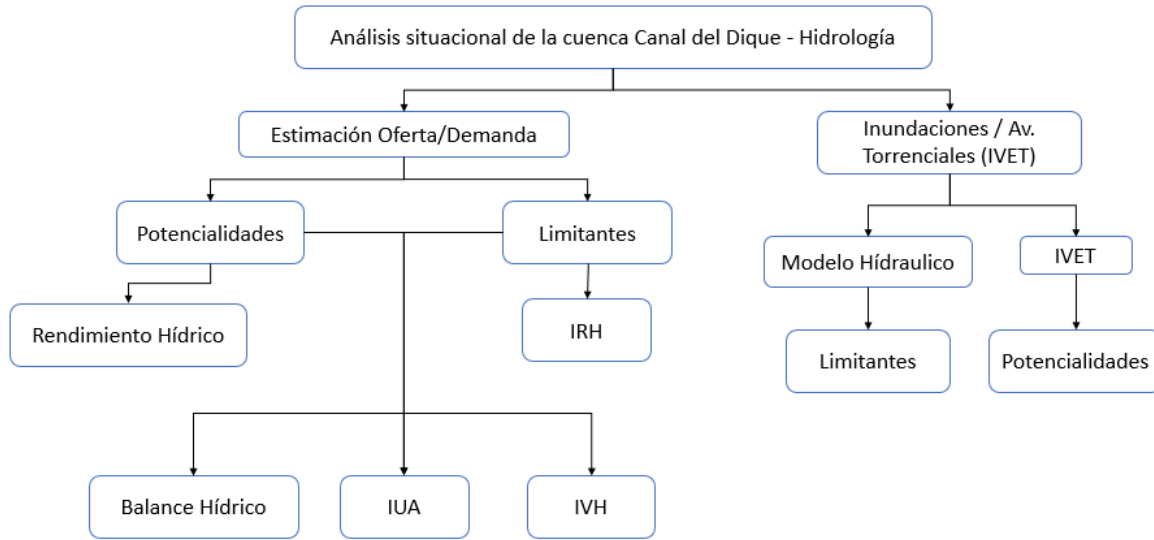 Análisis situacional de la cuenca Canal del Dique - Hidrología
Estimación Oferta/Demanda
Inundaciones / Av.
Torrenciales (IVET)
Potencialidades
Limitantes
Modelo Hídraulico
IVET
Rendimiento Hídrico
IRH
Limitantes
Potencialidades
Balance Hídrico
IUA
IVH